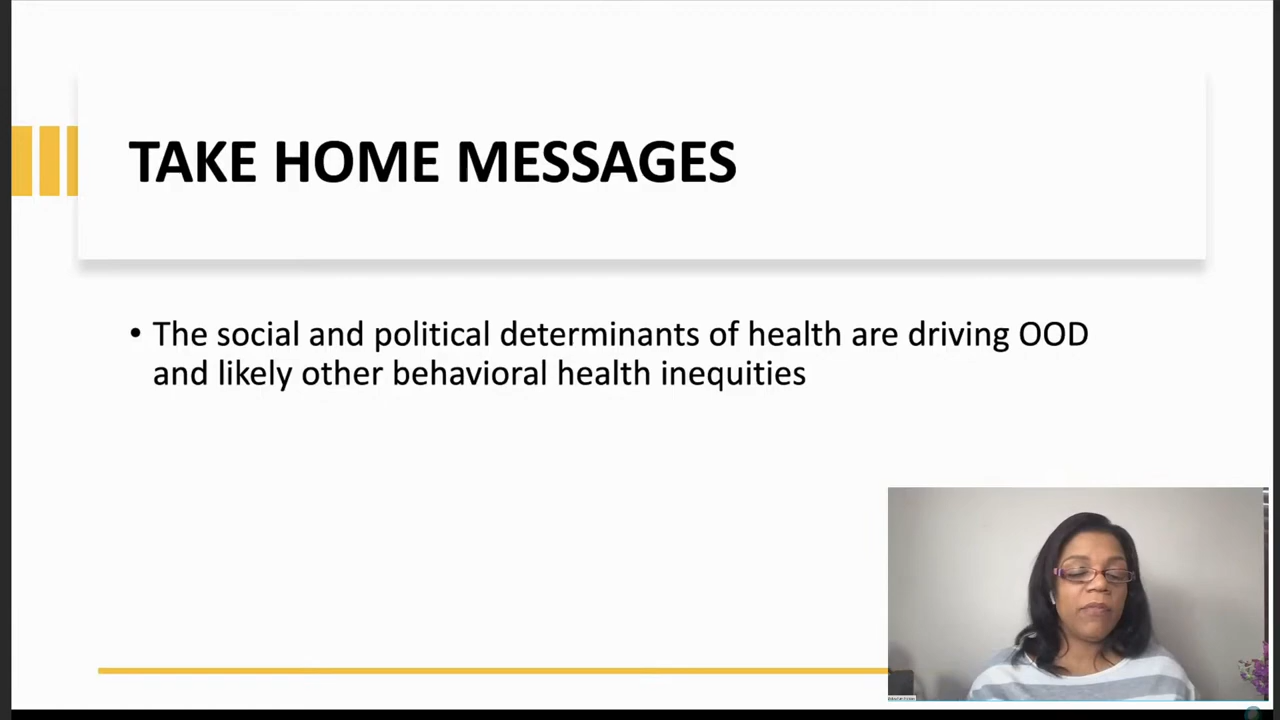 TAKE HOME MESSAGES
• The social and political determinants of health are driving OOD
and likely other behavioral health inequities